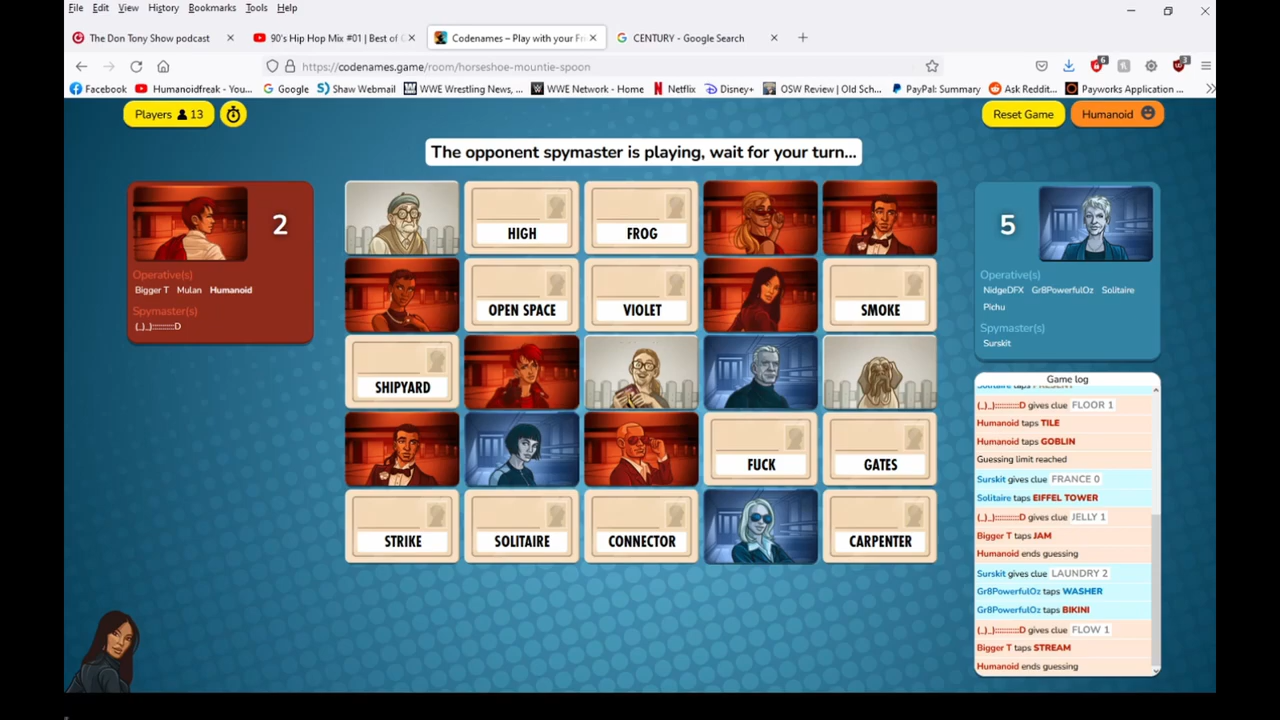 File Edit View History Bookmarks Tools Help
The Don Tony Show podcast
90's Hip Hop Mix #01 | Best of
Codenames – Play with your Fr
CENTURY - Google Search
https://codenames.game/room/horseshoe-mountie-spoon
6
3
Facebook
Humanoidfreak - You...
Google
Shaw Webmail
WWE Wrestling News, ...
WWE Network - Home
Netflix
Disney+
OSW Review | Old Sch...
PayPal: Summary
Ask Reddit...
Payworks Application ...
Players 13
Reset Game
Humanoid
The opponent spymaster is playing, wait for your turn...
2
Operative(s)
Bigger T Mulan Humanoid
Spymaster(s)
(_)_):::::::::::D
HIGH
FROG
OPEN SPACE
VIOLET
SMOKE
SHIPYARD
FUCK
GATES
STRIKE
SOLITAIRE
CONNECTOR
CARPENTER
5
Operative(s)
NidgeDFX Gr8PowerfulOz Solitaire
Pichu
Spymaster(s)
Surskit
Game log
Solitaire taps PRESENT
(_)_):::::::::::D gives clue FLOOR 1
Humanoid taps TILE
Humanoid taps GOBLIN
Guessing limit reached
Surskit gives clue FRANCE 0
Solitaire taps EIFFEL TOWER
(_)_):::::::::::D gives clue JELLY 1
Bigger T taps JAM
Humanoid ends guessing
Surskit gives clue LAUNDRY 2
Gr8PowerfulOz taps WASHER
Gr8PowerfulOz taps BIKINI
(_)_):::::::::::D gives clue FLOW 1
Bigger T taps STREAM
Humanoid ends guessing